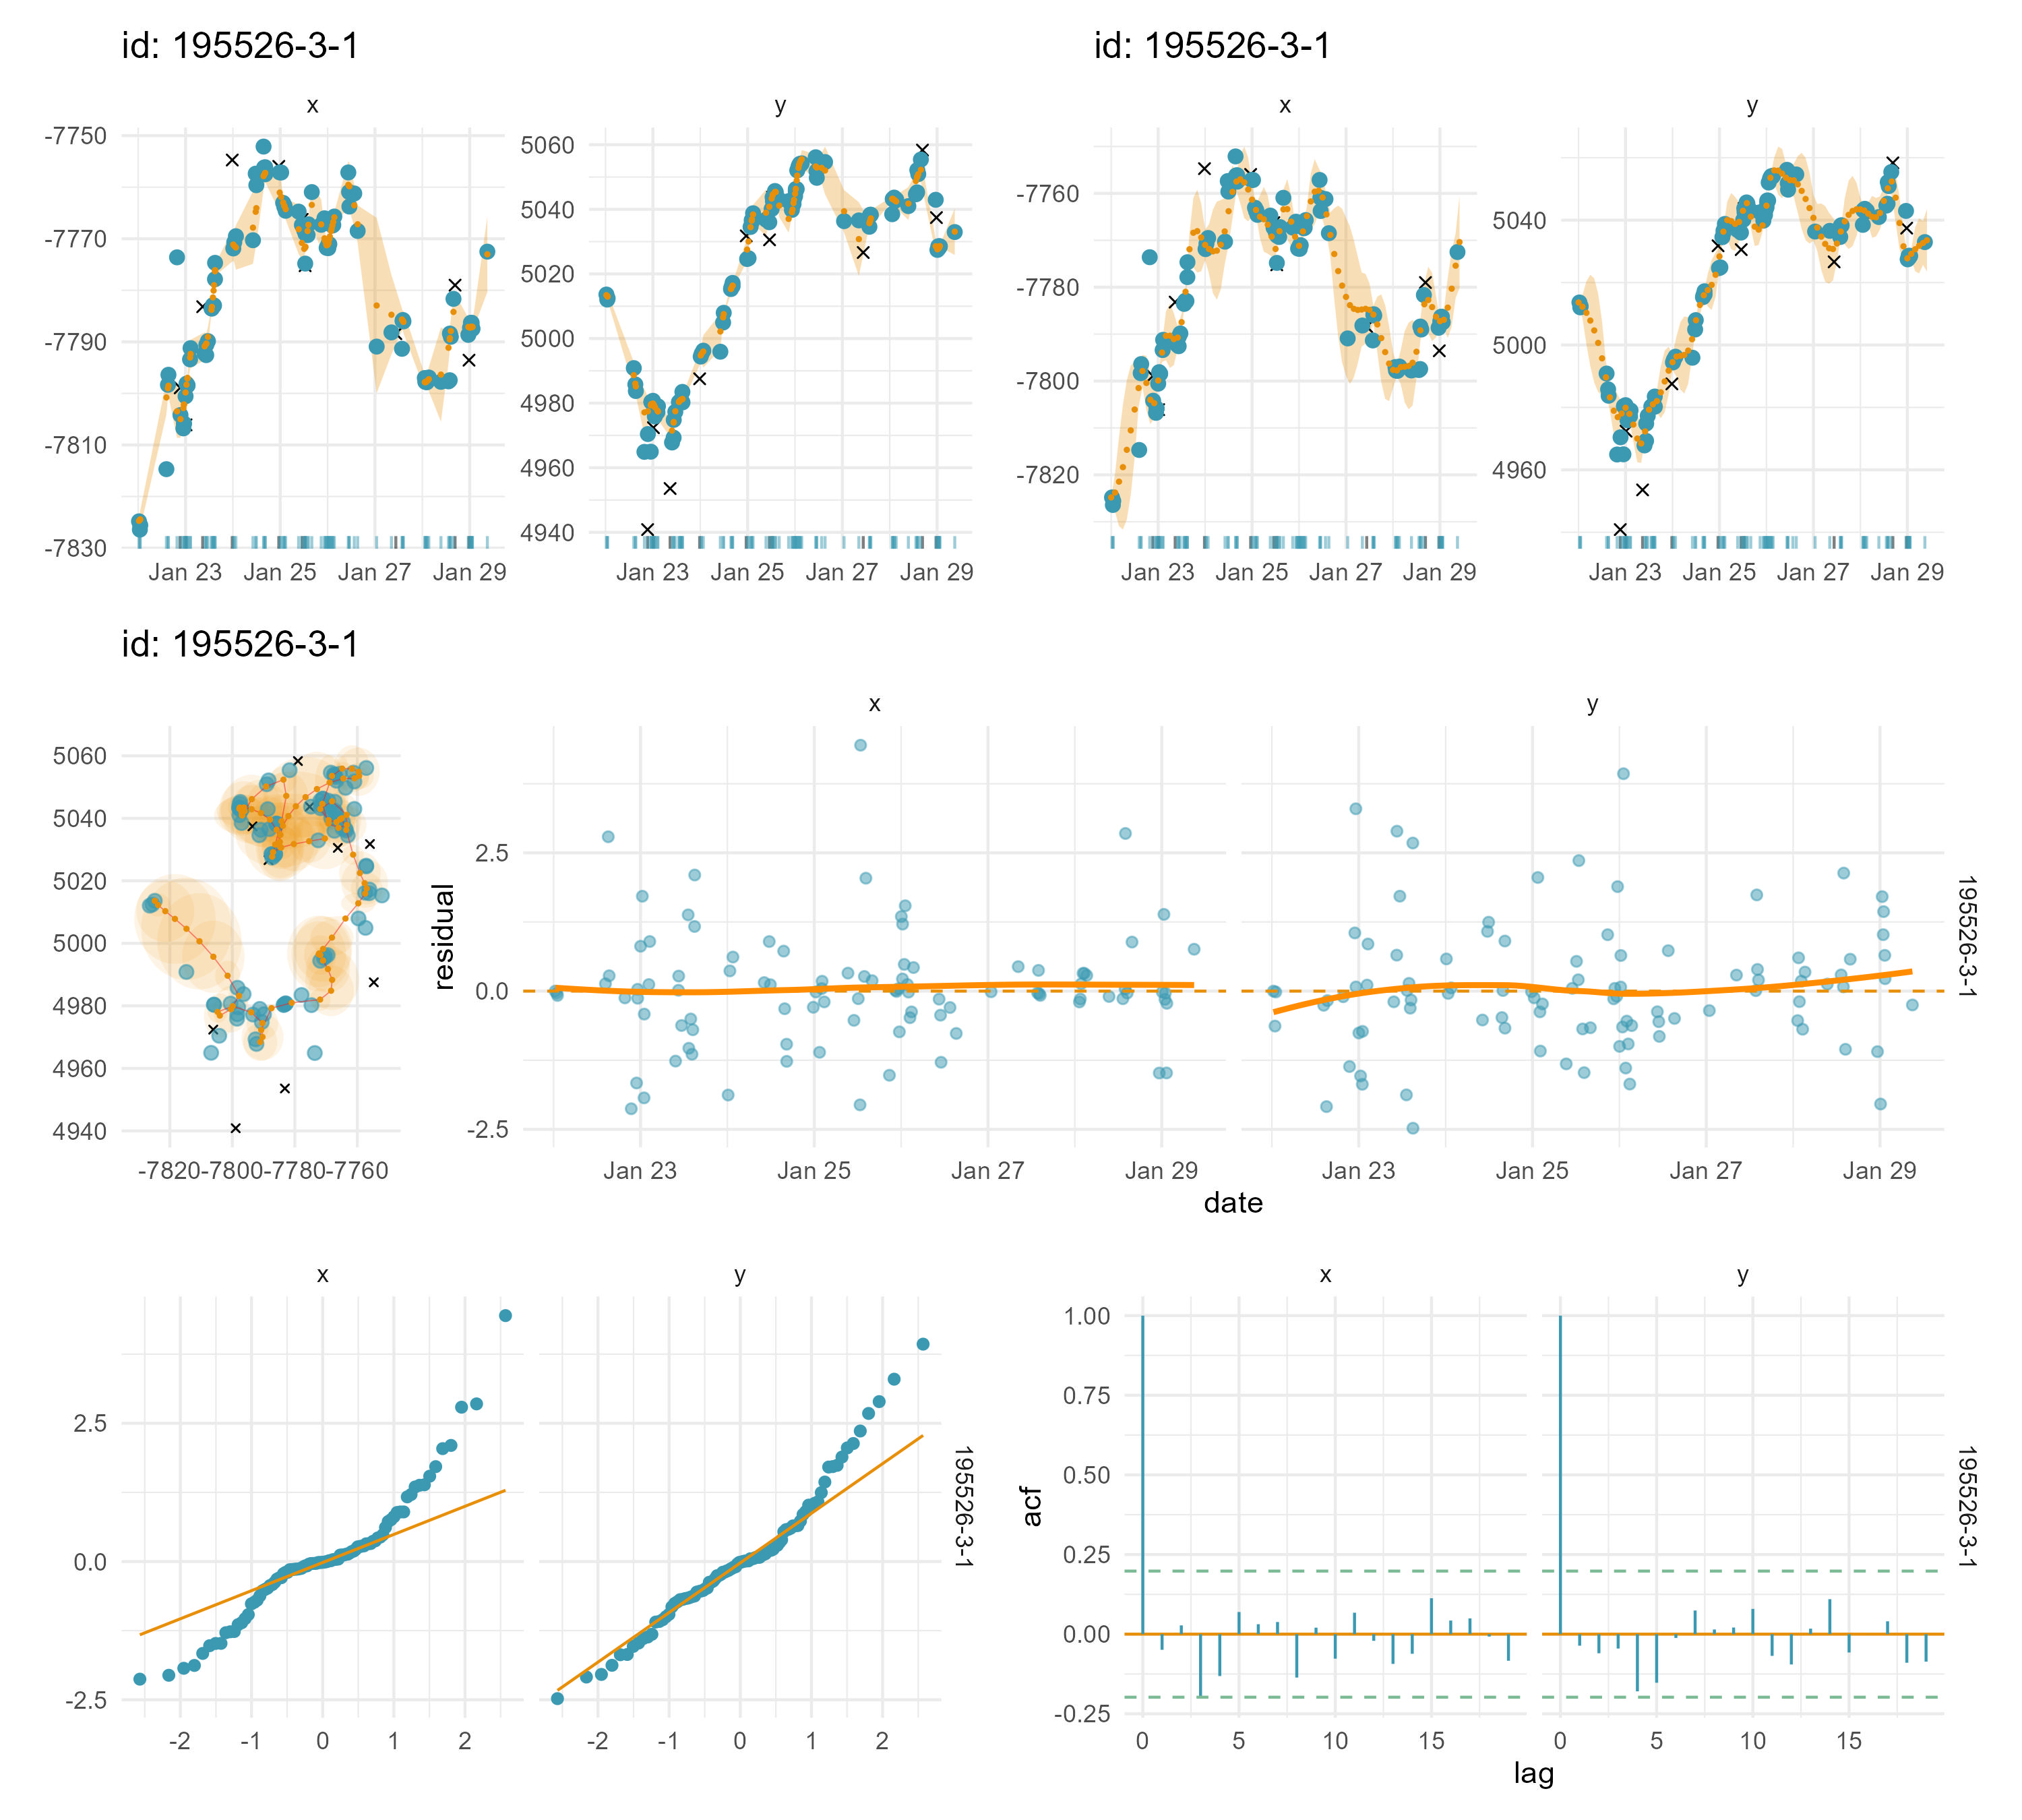 id: 195526-3-1
x
y
-7750
-7770
-7790
-7810
-7830
5060
5040
5020
5000
4980
4960
4940
Jan 23
Jan 25
Jan 27
Jan 29
Jan 23
Jan 25
Jan 27
Jan 29
id: 195526-3-1
x
y
-7760
-7780
-7800
-7820
5040
5000
4960
Jan 23
Jan 25
Jan 27
Jan 29
Jan 23
Jan 25
Jan 27
Jan 29
id: 195526-3-1
5060
5040
5020
5000
4980
4960
4940
-7820
-7800
-7780
-7760
x
y
residual
2.5
0.0
-2.5
Jan 23
Jan 25
Jan 27
Jan 29
Jan 23
Jan 25
Jan 27
Jan 29
date
195526-3-1
x
y
2.5
0.0
-2.5
-2
-1
0
1
2
-2
-1
0
1
2
195526-3-1
x
y
acf
1.00
0.75
0.50
0.25
0.00
-0.25
0
5
10
15
0
5
10
15
lag
195526-3-1